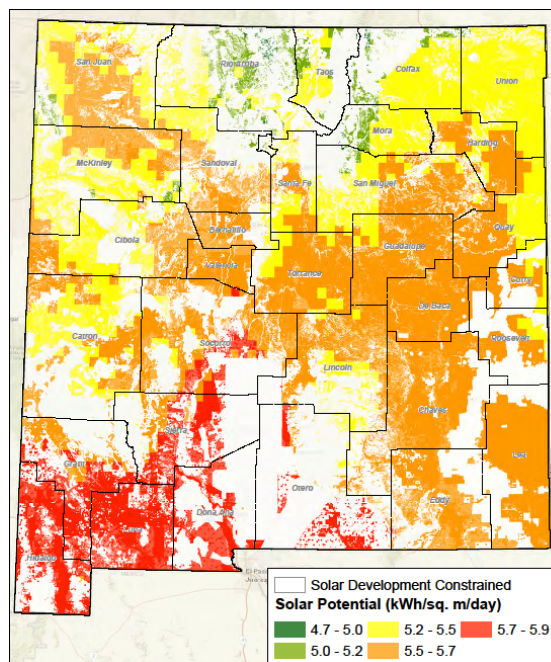 San Juan
Rio Arriba
Taos
Colfax
Union
Mora
Harding
McKinley
Sandoval
Santa Fe
San Miguel
Bernalillo
Quay
Cibola
Guadalupe
Valencia
Torrance
Curry
De Baca
Catron
Socorro
Roosevelt
Lincoln
Chaves
Sierra
Grant
Lea
Otero
Luna
Dona Ana
Eddy
Hidalgo
El Paso
Juárez
Solar Development Constrained
Solar Potential (kWh/sq. m/day)
4.7 - 5.0 5.2 - 5.5 5.7 - 5.9
5.0 - 5.2 5.5 - 5.7